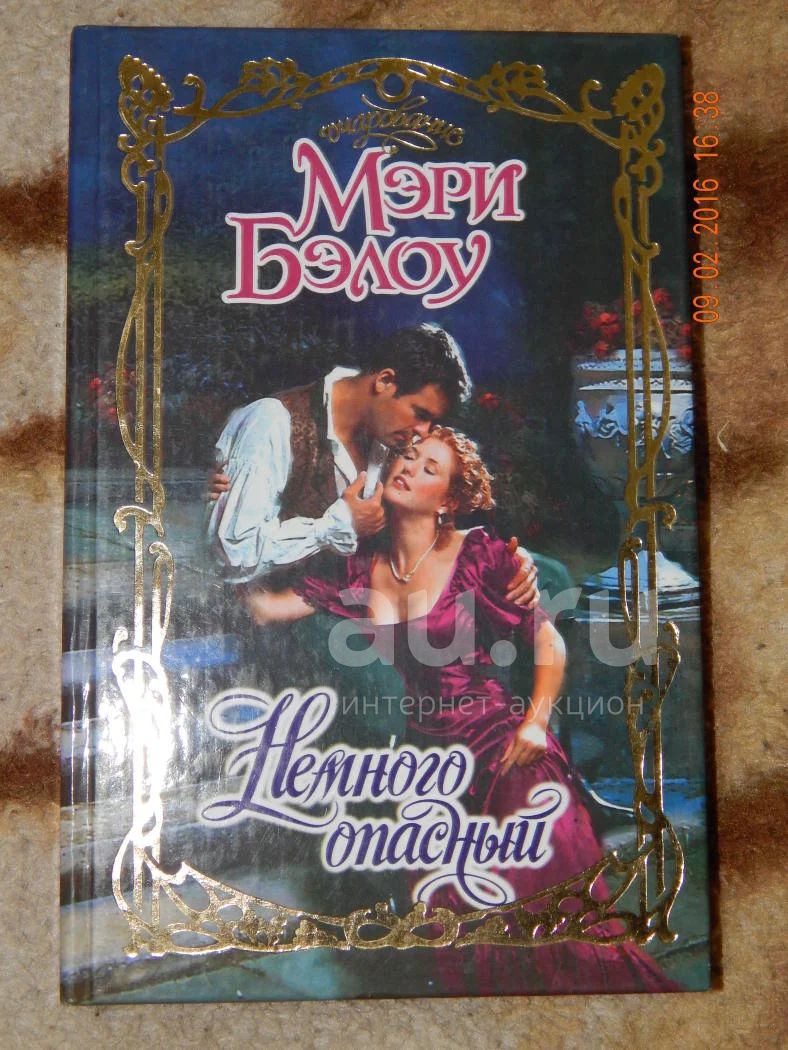 очарование
Мэри
Бэлоу
au.ru
интернет-аукцион
Немного
опасный
09.02.2016 16:38